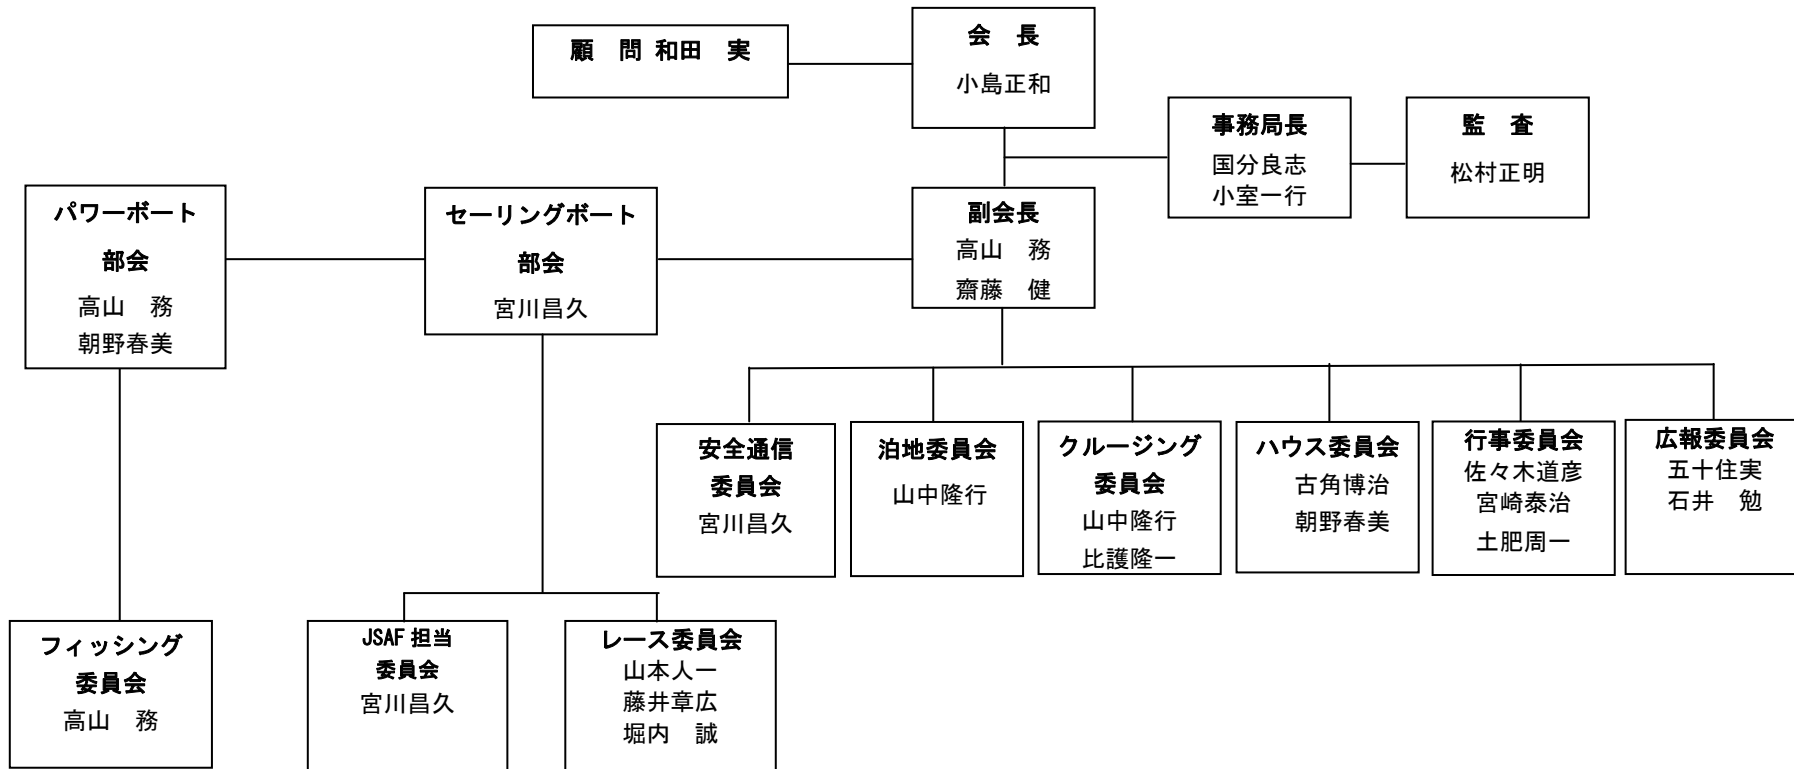 顧　問 和田　実
会　長
小島正和
事務局長
国分良志
小室一行
監　査
松村正明
パワーボート
部会
高山　務
朝野春美
セーリングボート
部会
宮川昌久
副会長
高山　務
齋藤　健
安全通信
委員会
宮川昌久
泊地委員会
山中隆行
クルージング
委員会
山中隆行
比護隆一
ハウス委員会
古角博治
朝野春美
行事委員会
佐々木道彦
宮崎泰治
土肥周一
広報委員会
五十住実
石井　勉
フィッシング
委員会
高山　務
JSAF 担当
委員会
宮川昌久
レース委員会
山本人一
藤井章広
堀内　誠